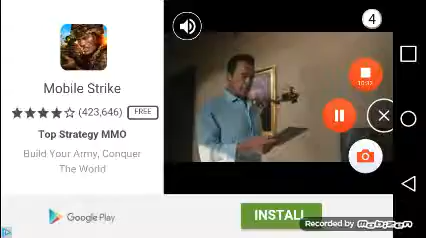 4
Mobile Strike
(423,646) FREE
Top Strategy MMO
Build Your Army, Conquer
The World
Google Play
INSTALL
Recorded by Mobizen